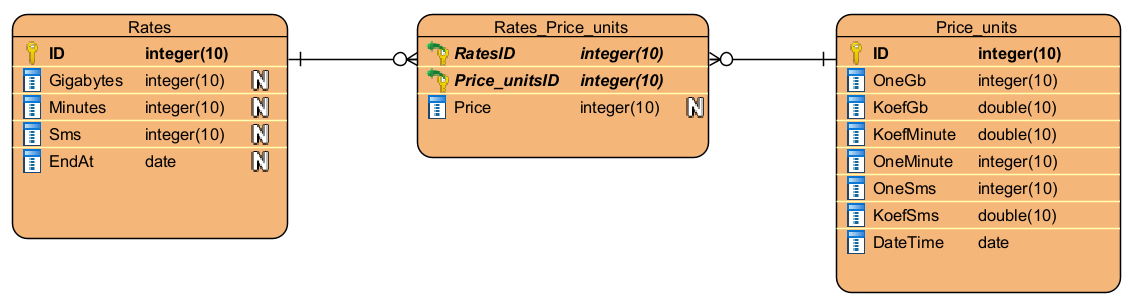 Rates
ID integer(10)
Gigabytes integer(10) N
Minutes integer(10) N
Sms integer(10) N
EndAt date N
Rates_Price_units
RatesID integer(10)
Price_unitsID integer(10)
Price integer(10) N
Price_units
ID integer(10)
OneGb integer(10)
KoefGb double(10)
KoefMinute double(10)
OneMinute integer(10)
OneSms integer(10)
KoefSms double(10)
DateTime date